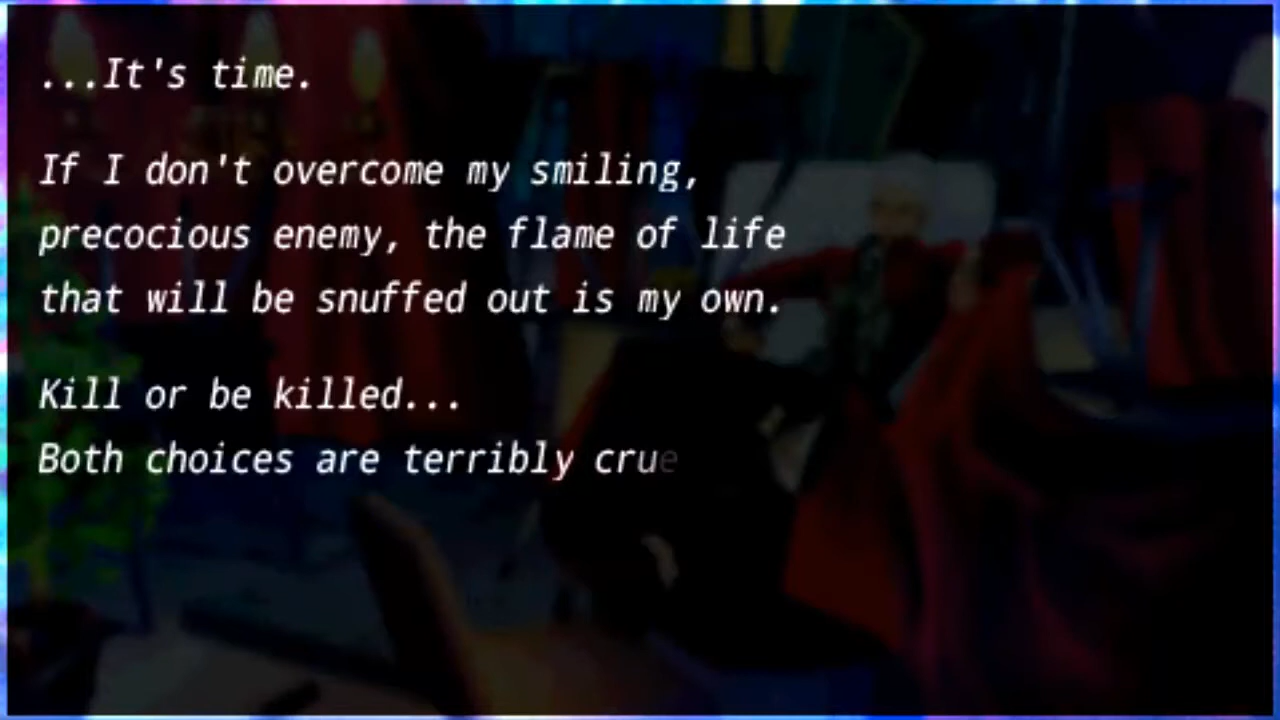 ...It's time.
If I don't overcome my smiling,
precocious enemy, the flame of life
that will be snuffed out is my own.
Kill or be killed...
Both choices are terribly crue